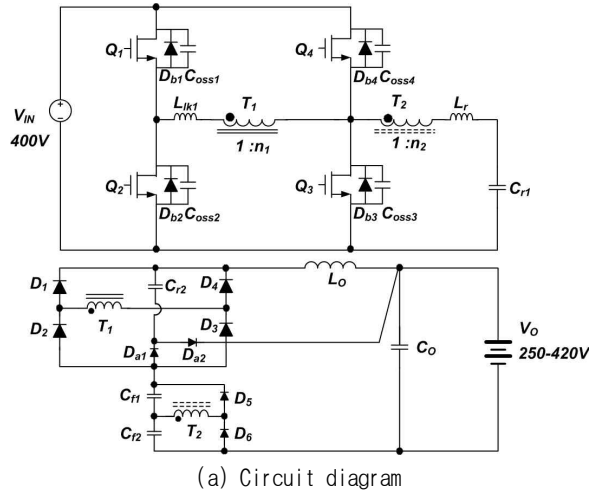 Q1
Db1 Coss1
Q4
Db4 Coss4
VIN
400V
Llk1
T1
1 :n1
T2
1 :n2
Lr
Cr1
Q2
Db2 Coss2
Q3
Db3 Coss3
D1
D2
T1
Cr2
D4
D3
Da1
Da2
LO
CO
VO
250-420V
Cf1
Cf2
T2
D5
D6
(a) Circuit diagram